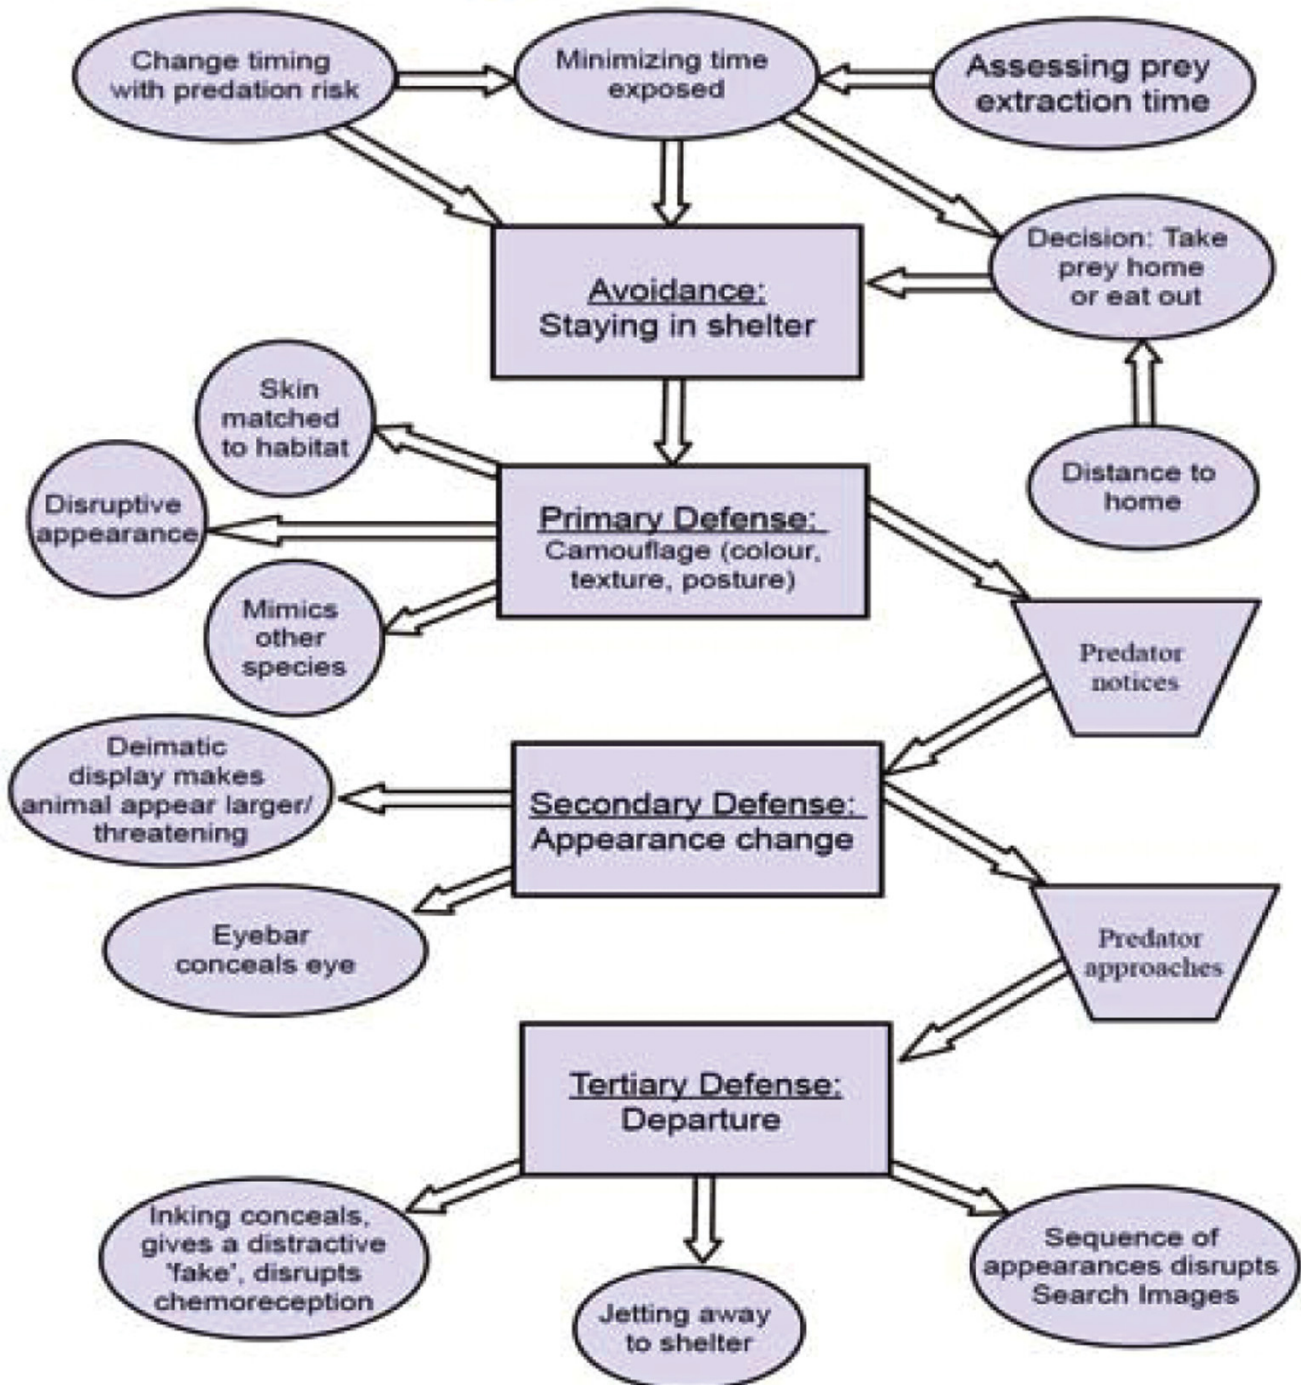 Change timing
with predation risk
Minimizing time
exposed
Assessing prey
extraction time
Decision: Take
prey home
or eat out
Avoidance:
Staying in shelter
Distance to
home
Skin
matched
to habitat
Disruptive
appearance
Mimics
other
species
Primary Defense:
Camouflage (colour,
texture, posture)
Predator
notices
Deimatic
display makes
animal appear larger/
threatening
Secondary Defense:
Appearance change
Eyebar
conceals eye
Predator
approaches
Tertiary Defense:
Departure
Inking conceals,
gives a distractive
'fake', disrupts
chemoreception
Jetting away
to shelter
Sequence of
appearances disrupts
Search Images